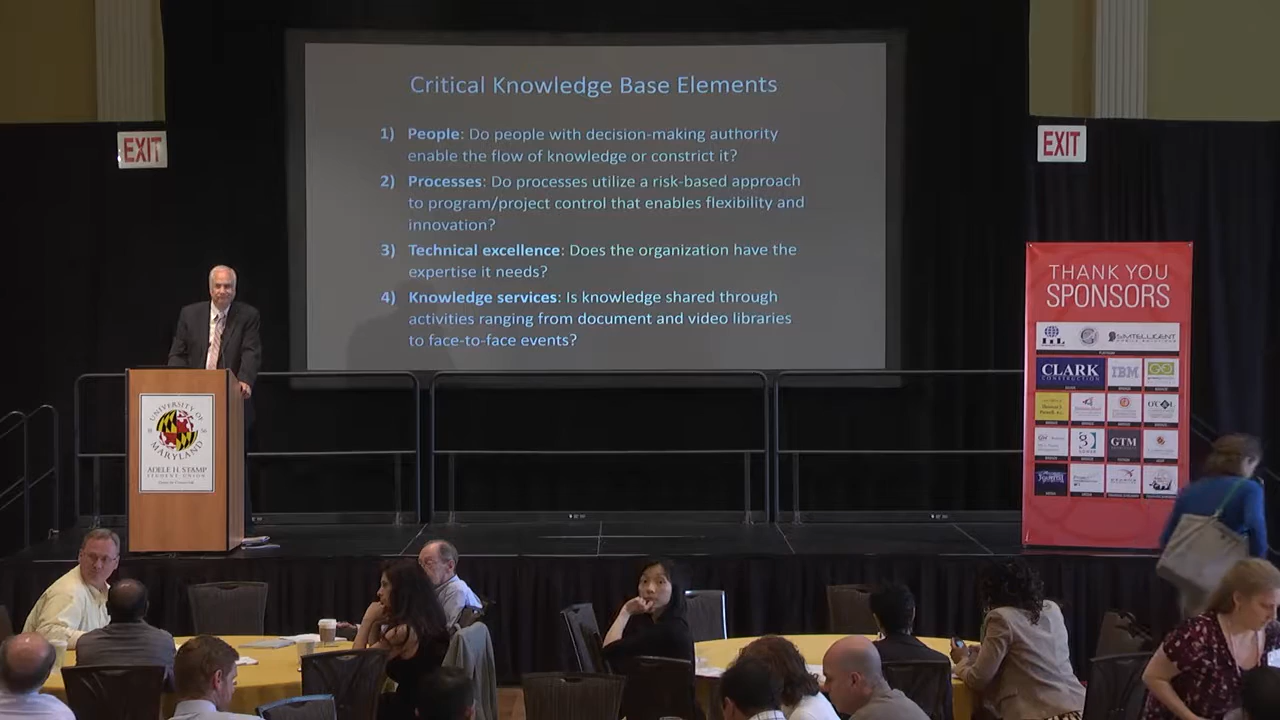 Critical Knowledge Base Elements
1) People: Do people with decision-making authority
enable the flow of knowledge or constrict it?
2) Processes: Do processes utilize a risk-based approach
to program/project control that enables flexibility and
innovation?
3) Technical excellence: Does the organization have the
expertise it needs?
4) Knowledge services: Is knowledge shared through
activities ranging from document and video libraries
to face-to-face events?
EXIT
EXIT
UNIVERSITY OF
MARYLAND
ADELE H. STAMP
STUDENT UNION
THANK YOU
SPONSORS
CLARK
CONSTRUCTION
IBM
GTM